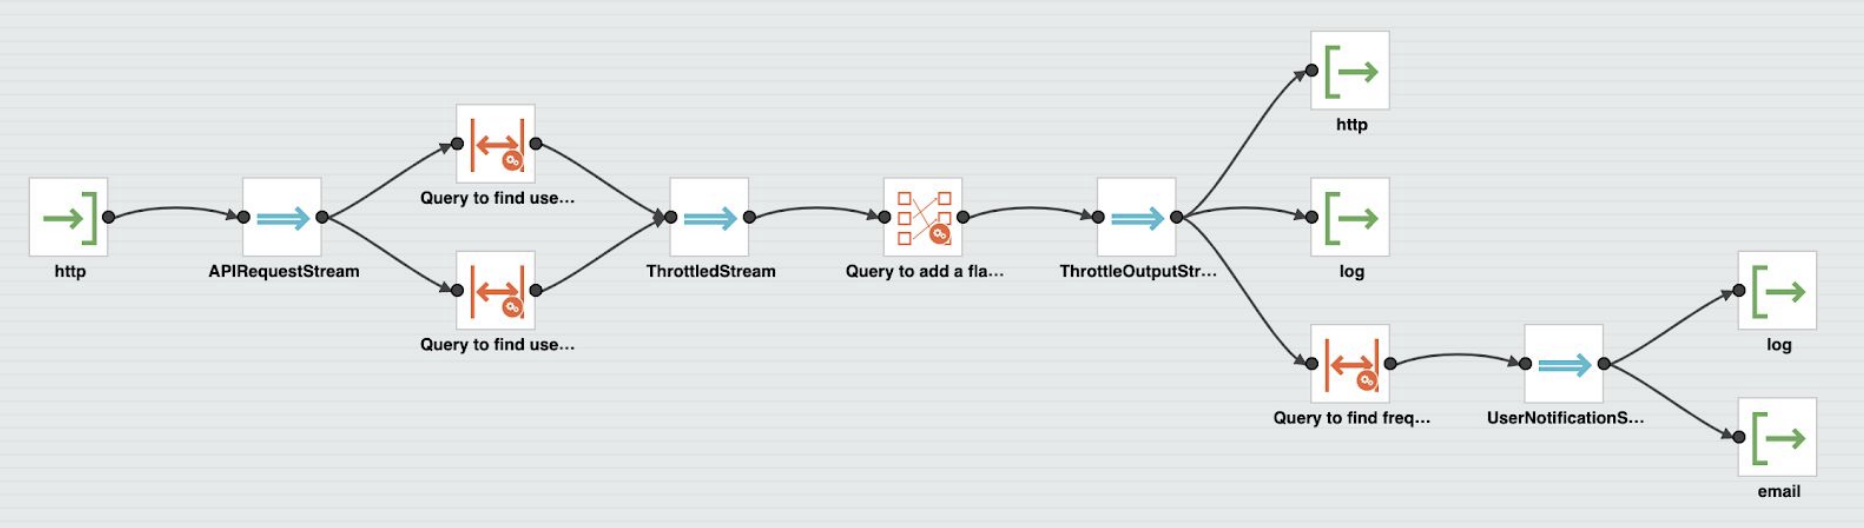 http
APIRequestStream
Query to find use...
Query to find use...
ThrottledStream
Query to add a fla...
ThrottleOutputStr...
http
log
Query to find freq...
UserNotificationS...
log
email